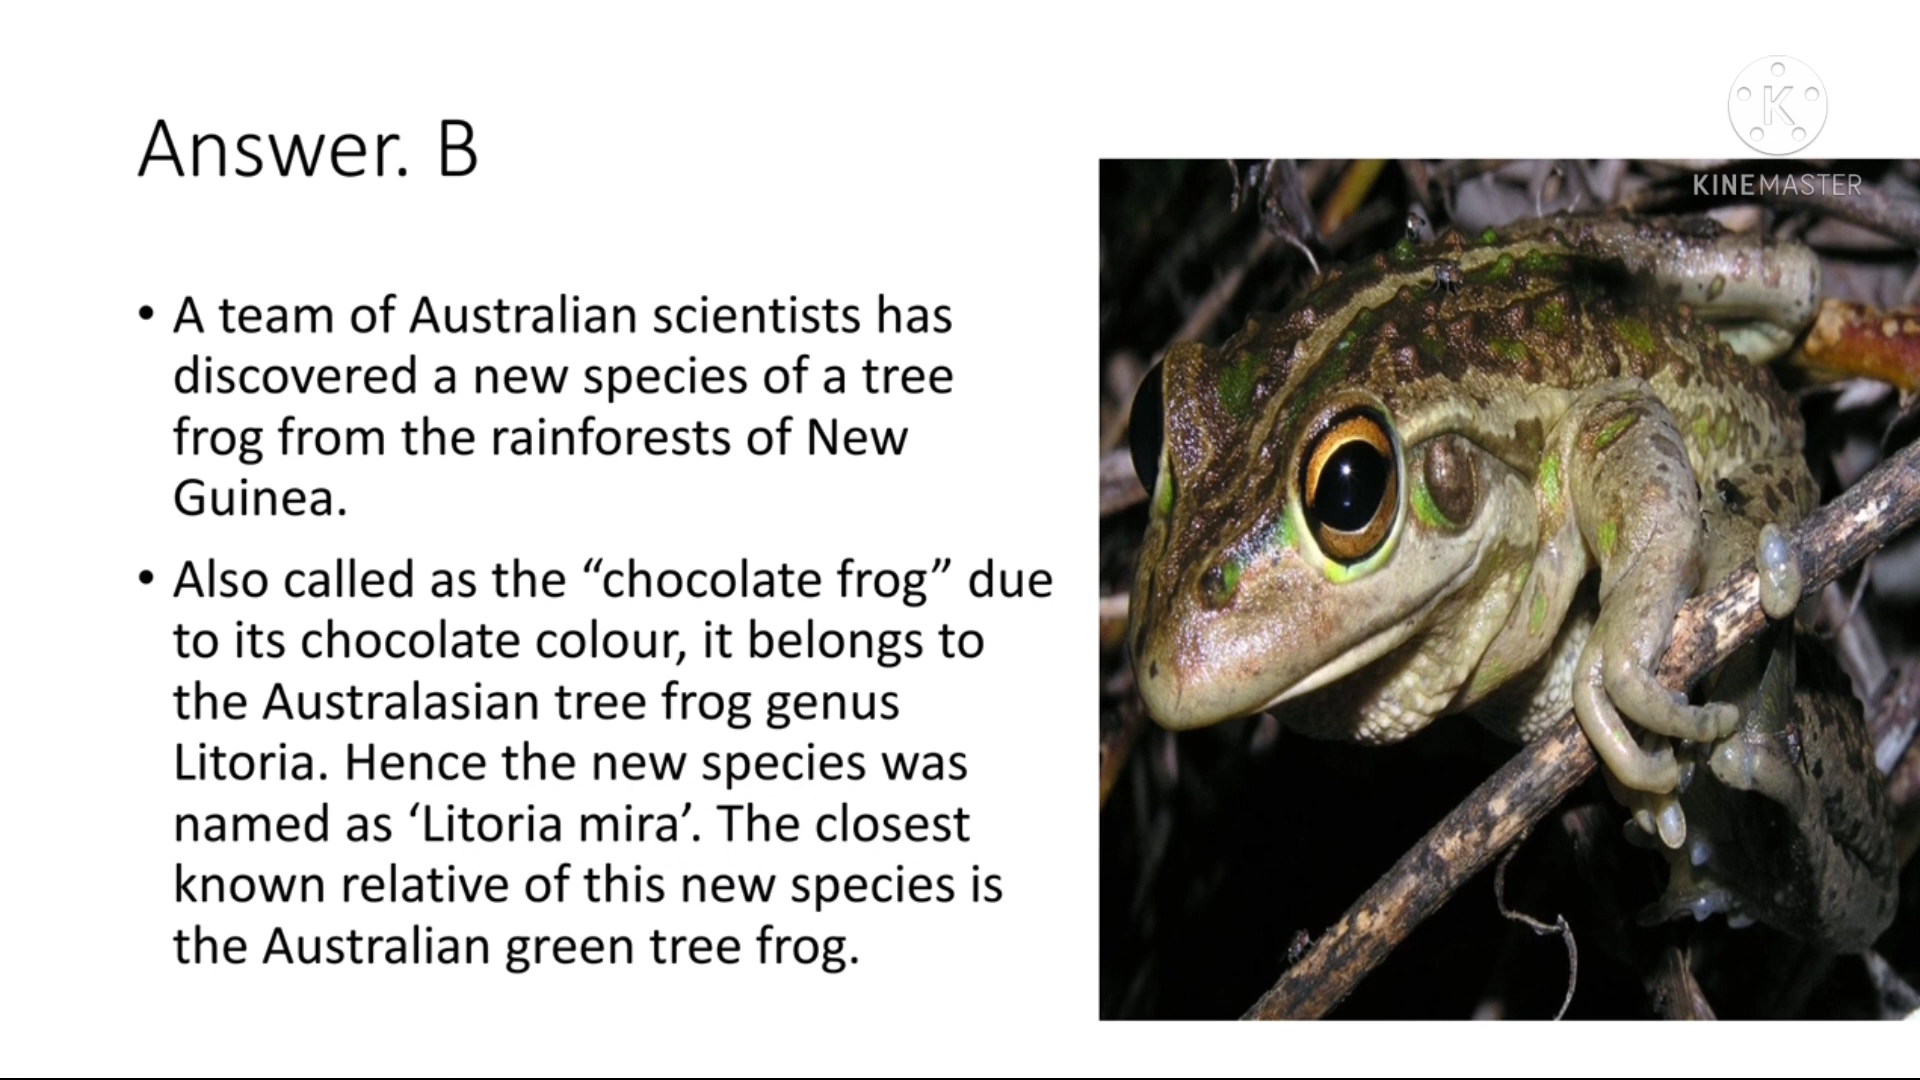 K
KINEMASTER
Answer. B
• A team of Australian scientists has
discovered a new species of a tree
frog from the rainforests of New
Guinea.
• Also called as the “chocolate frog” due
to its chocolate colour, it belongs to
the Australasian tree frog genus
Litoria. Hence the new species was
named as ‘Litoria mira’. The closest
known relative of this new species is
the Australian green tree frog.